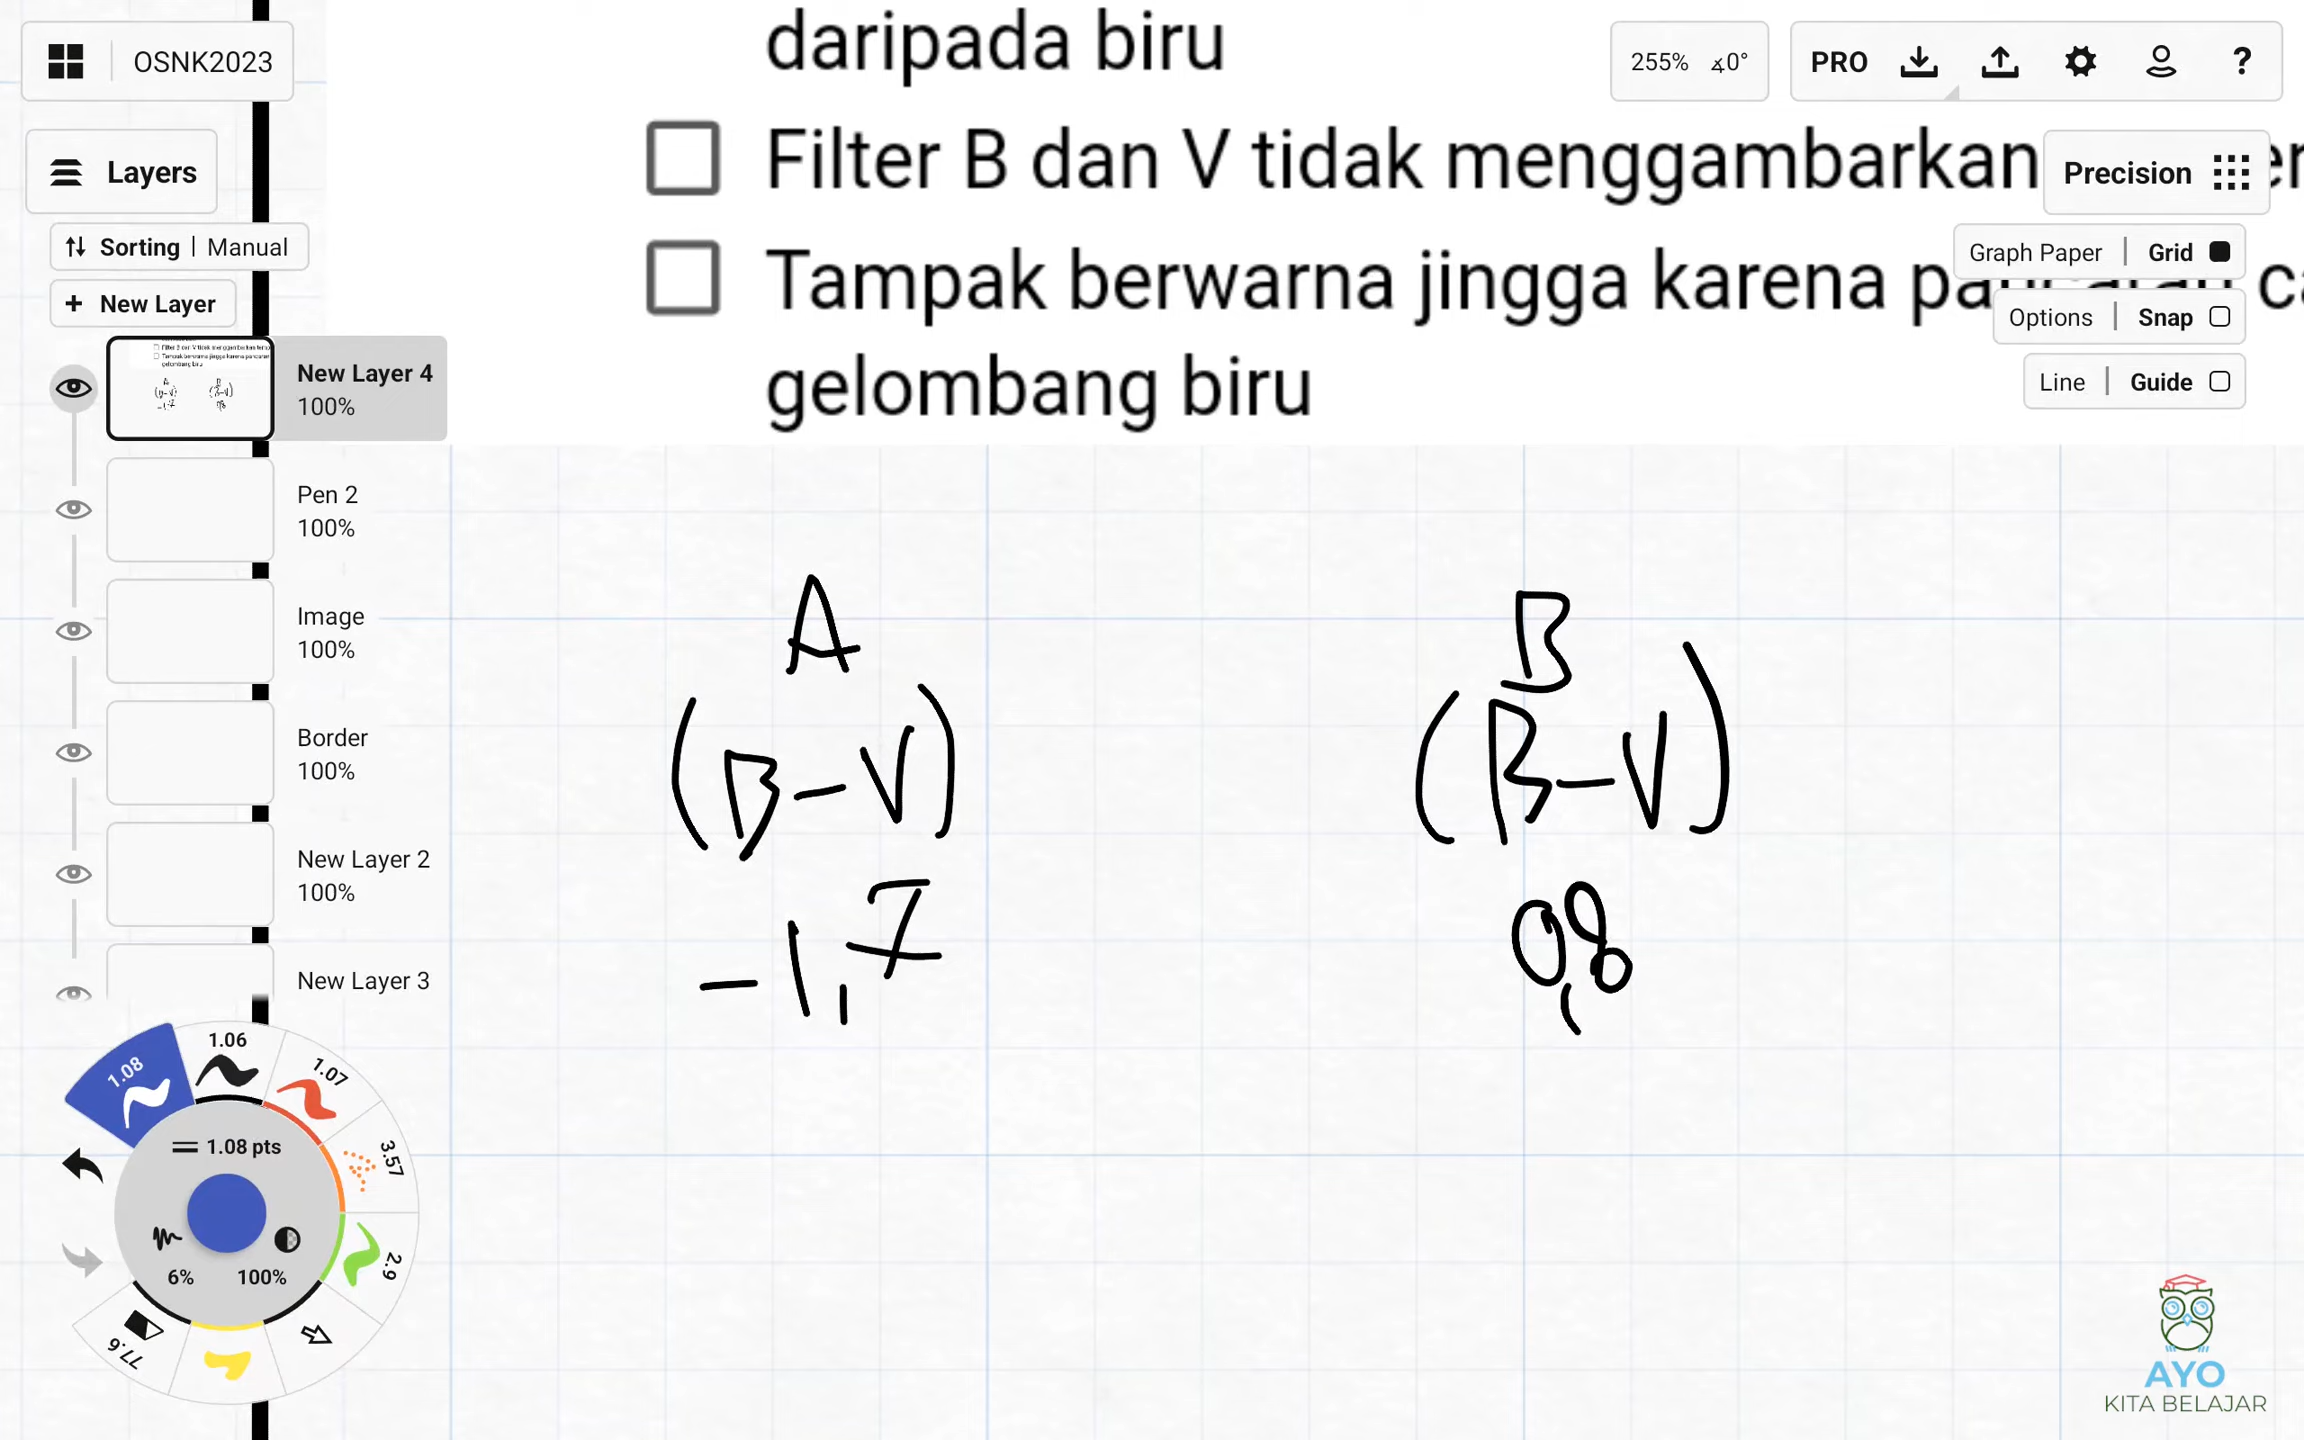 daripada biru
OSNK2023
255% ∡0°
PRO
?
Filter B dan V tidak menggambarkan
Precision
Layers
Sorting | Manual
Graph Paper | Grid
Tampak berwarna jingga karena
Options | Snap
+ New Layer
gelombang biru
Line | Guide
New Layer 4
100%
Pen 2
100%
Image
100%
Border
100%
New Layer 2
100%
New Layer 3
A
(B-V)
-1,7
B
(B-V)
0,8
1.08
1.06
1.07
3.57
2.9
1.08 pts
6%
100%
77.6
AYO
KITA BELAJAR